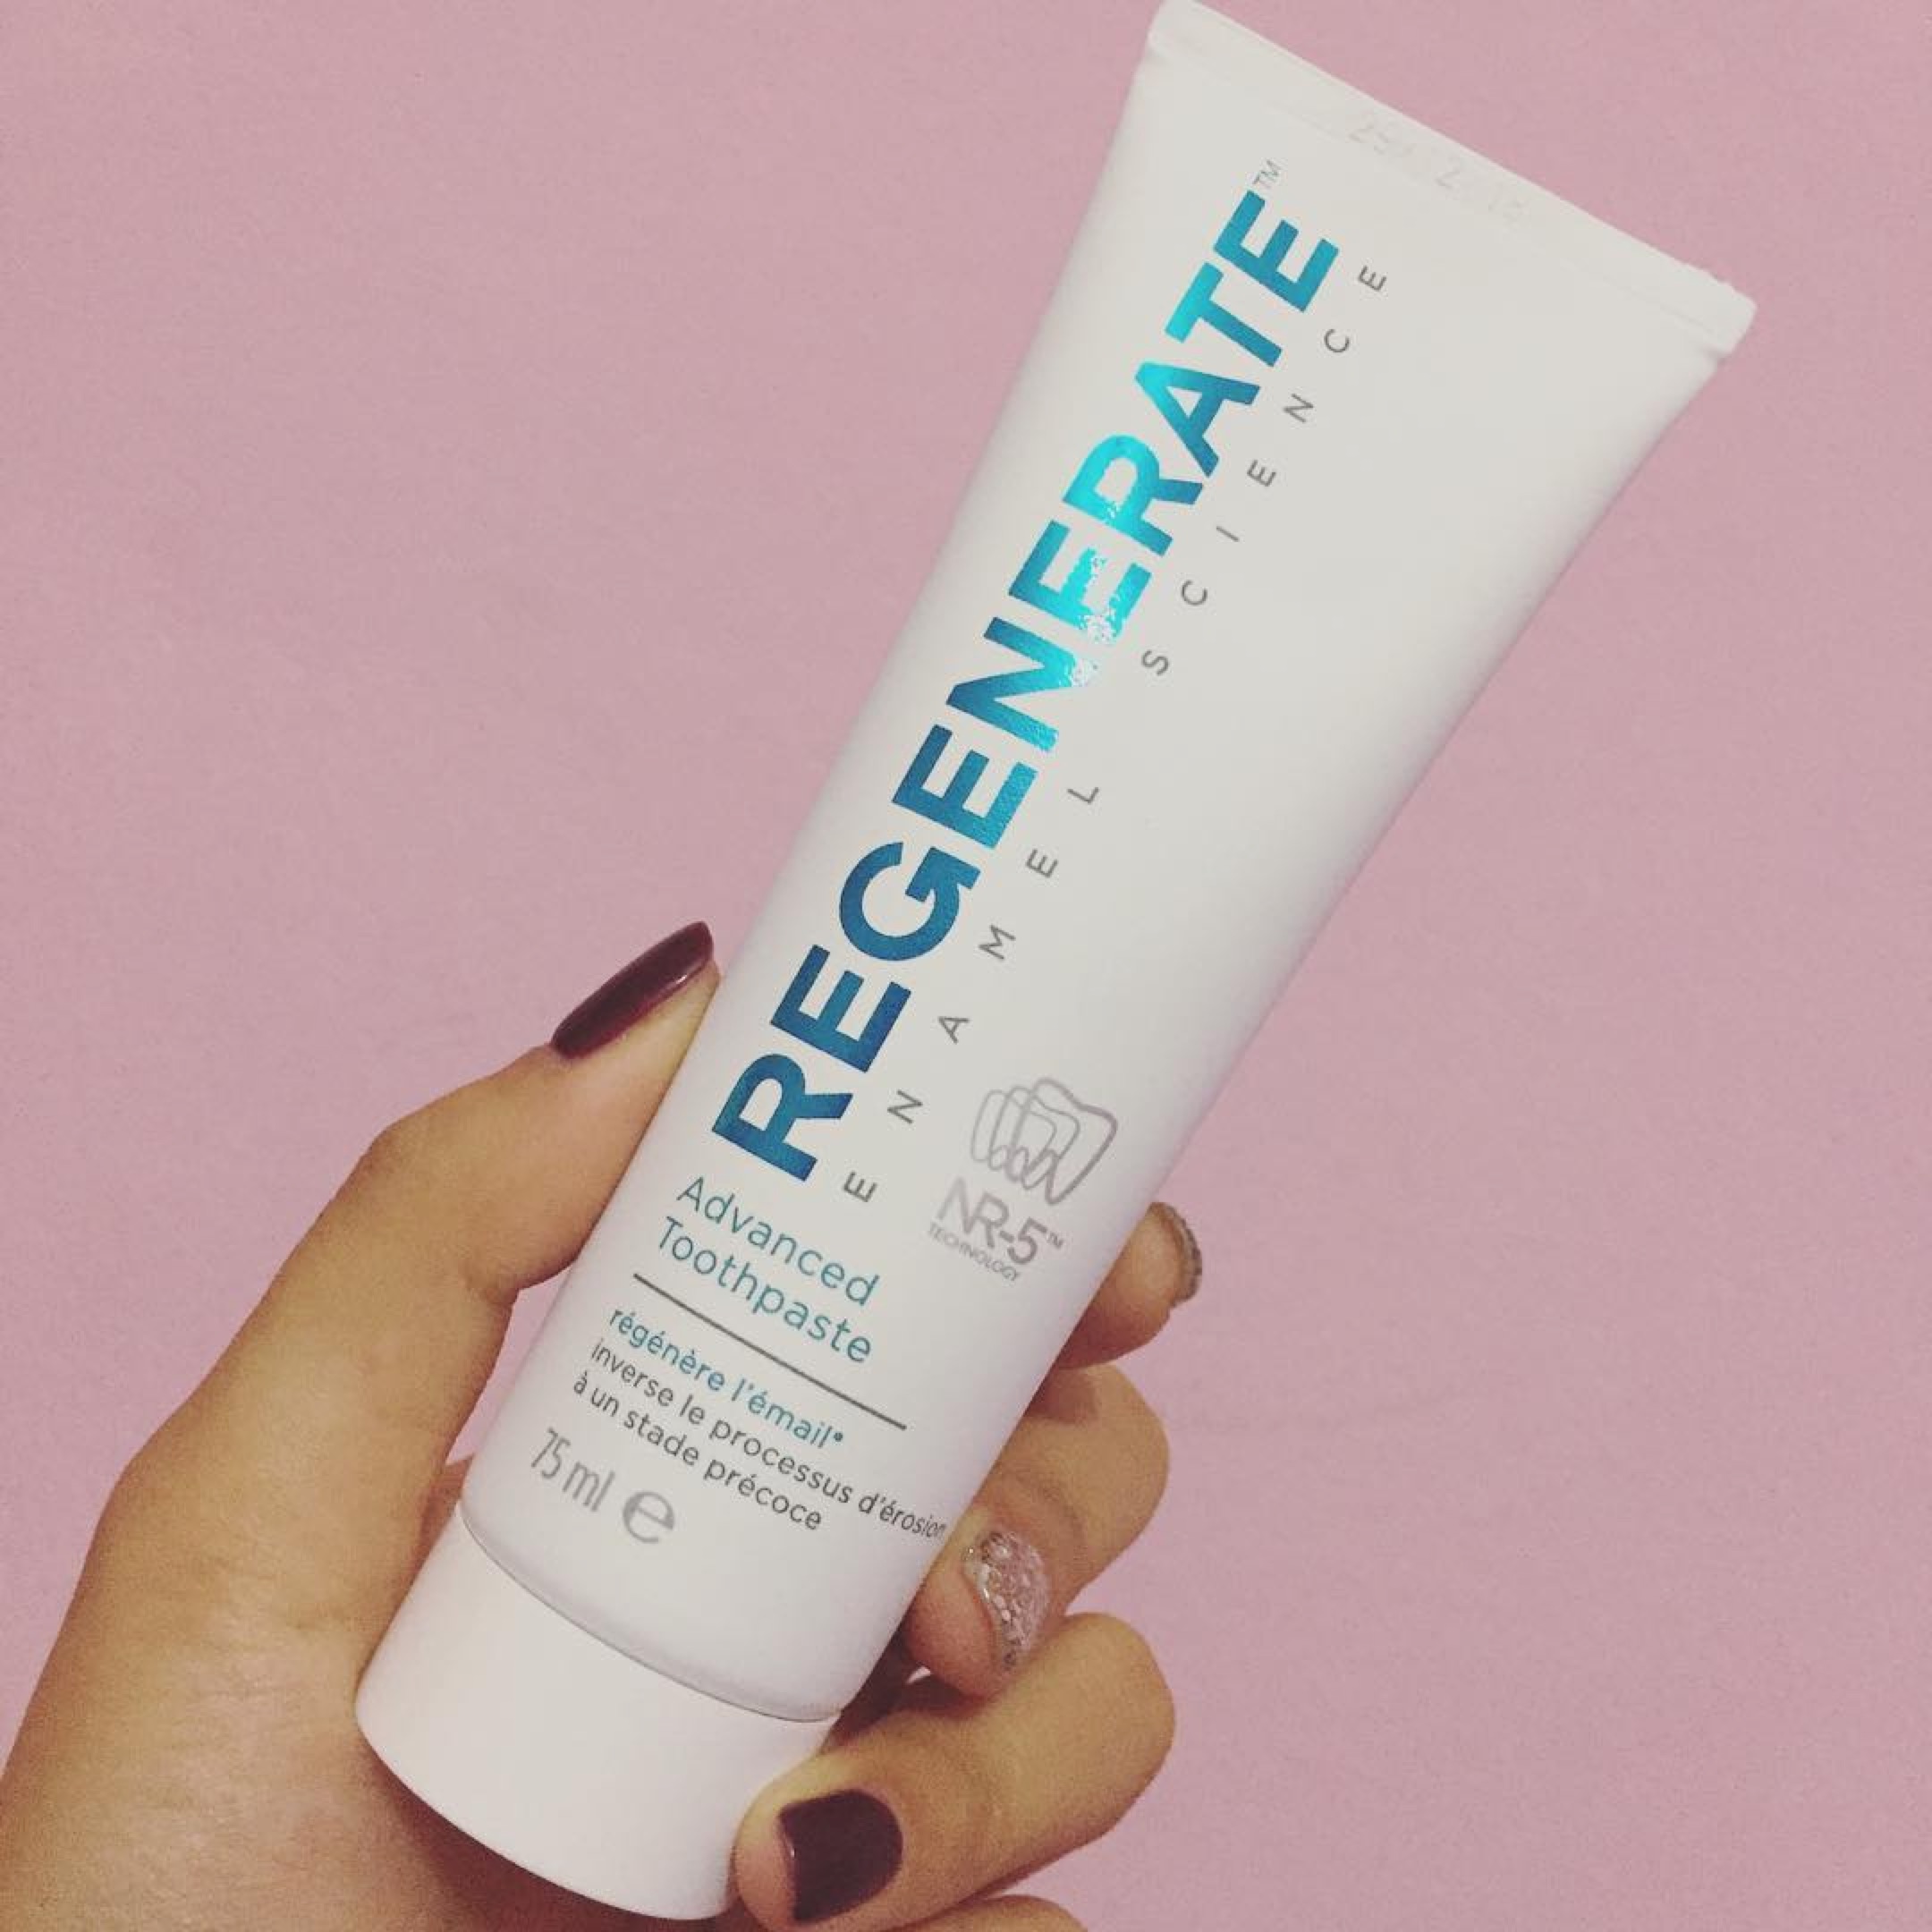 REGENERATE™
ENAMEL SCIENCE
NR-5™
TECHNOLOGY
Advanced
Toothpaste
régénère l'émail*
inverse le processus d'érosion
à un stade précoce
75 ml ℮